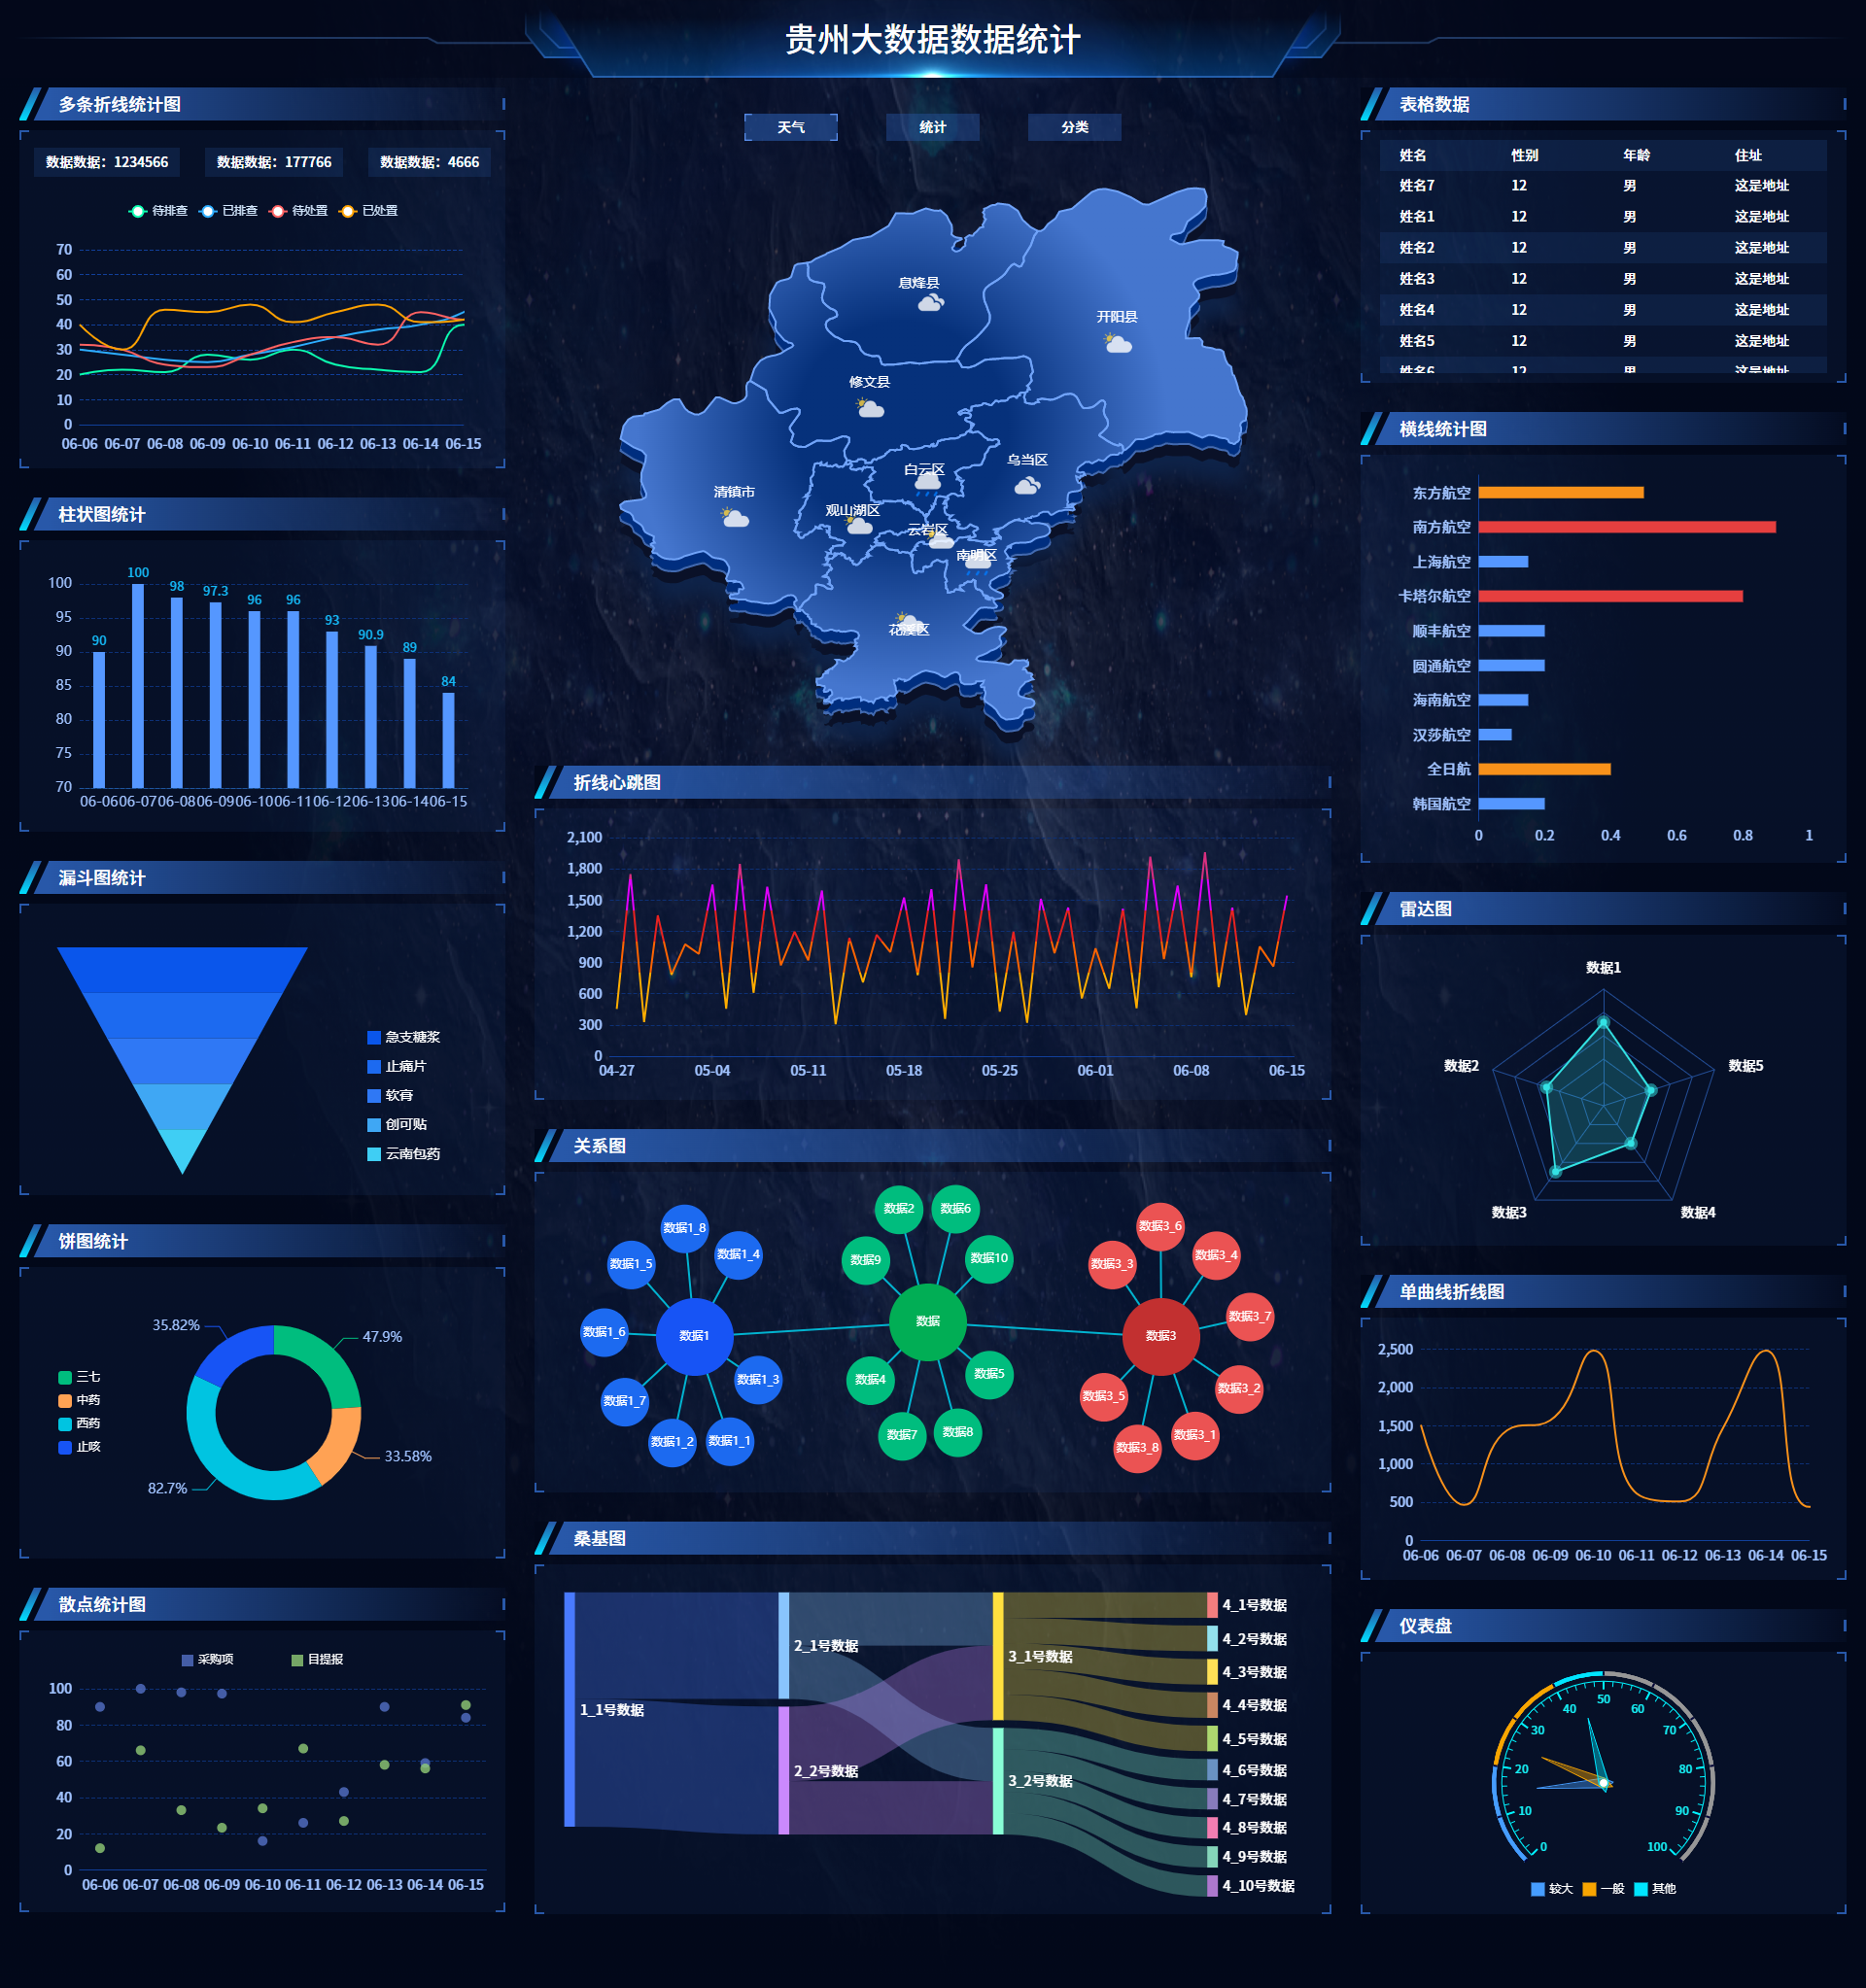 贵州大数据数据统计
多条折线统计图
数据数据：1234566 数据数据：177766 数据数据：4666
待排查 已排查 待处置 已处置
70
60
50
40
30
20
10
0
06-06 06-07 06-08 06-09 06-10 06-11 06-12 06-13 06-14 06-15
柱状图统计
100
95
90
85
80
75
70
90 100 98 97.3 96 96 93 90.9 89 84
06-06 06-07 06-08 06-09 06-10 06-11 06-12 06-13 06-14 06-15
漏斗图统计
急支糖浆
止痛片
软膏
创可贴
云南包药
饼图统计
35.82% 47.9%
三七
中药
西药
止咳
33.58%
82.7%
散点统计图
采购项 目提报
100
80
60
40
20
0
06-06 06-07 06-08 06-09 06-10 06-11 06-12 06-13 06-14 06-15
天气 统计 分类
息烽县
开阳县
修文县
乌当区
白云区
清镇市
观山湖区
云岩区
南明区
花溪区
折线心跳图
2,100
1,800
1,500
1,200
900
600
300
0
04-27 05-04 05-11 05-18 05-25 06-01 06-08 06-15
关系图
数据1_8
数据1_4
数据1_5
数据1_6
数据1
数据1_3
数据1_7
数据1_2
数据1_1
数据2
数据6
数据9
数据10
数据
数据4
数据5
数据7
数据8
数据3_6
数据3_4
数据3_3
数据3_7
数据3
数据3_2
数据3_5
数据3_1
数据3_8
桑基图
1_1号数据
2_1号数据
2_2号数据
3_1号数据
3_2号数据
4_1号数据
4_2号数据
4_3号数据
4_4号数据
4_5号数据
4_6号数据
4_7号数据
4_8号数据
4_9号数据
4_10号数据
表格数据
姓名 性别 年龄 住址
姓名7 12 男 这是地址
姓名1 12 男 这是地址
姓名2 12 男 这是地址
姓名3 12 男 这是地址
姓名4 12 男 这是地址
姓名5 12 男 这是地址
姓名6 12 男 这是地址
横线统计图
东方航空
南方航空
上海航空
卡塔尔航空
顺丰航空
圆通航空
海南航空
汉莎航空
全日航
韩国航空
0 0.2 0.4 0.6 0.8 1
雷达图
数据1
数据2 数据5
数据3 数据4
单曲线折线图
2,500
2,000
1,500
1,000
500
0
06-06 06-07 06-08 06-09 06-10 06-11 06-12 06-13 06-14 06-15
仪表盘
0 10 20 30 40 50 60 70 80 90 100
较大 一般 其他